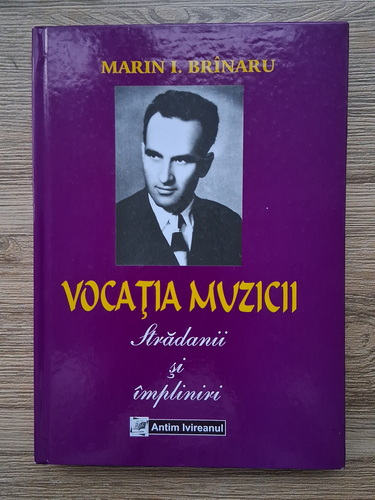 MARIN I. BRÎNARU
VOCAŢIA MUZICII
Strădanii
şi
împliniri
Antim Ivireanul